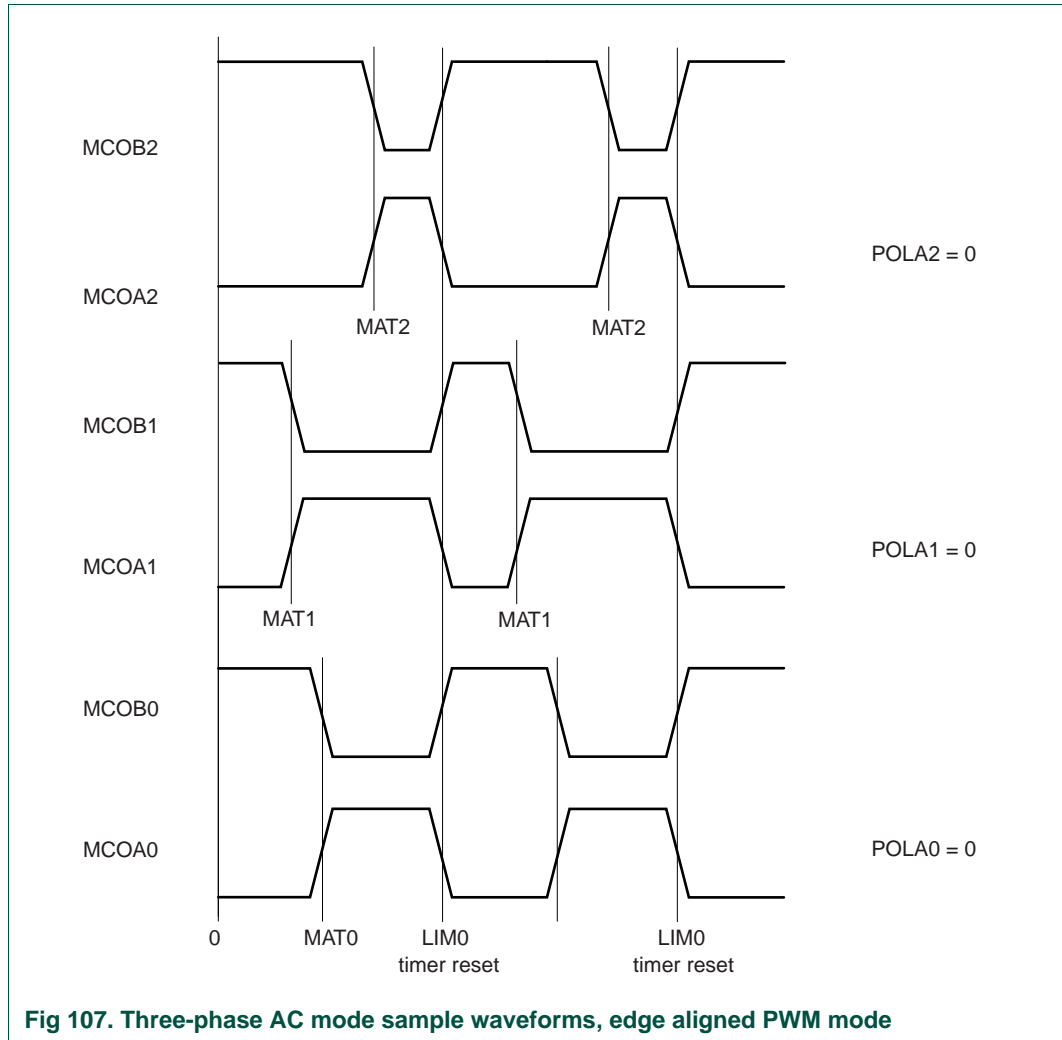 MCOB2
POLA2 = 0
MCOA2
MAT2 MAT2
MCOB1
POLA1 = 0
MCOA1
MAT1 MAT1
MCOB0
MCOA0 POLA0 = 0
0 MAT0 LIM0 LIM0
timer reset timer reset
Fig 107. Three-phase AC mode sample waveforms, edge aligned PWM mode